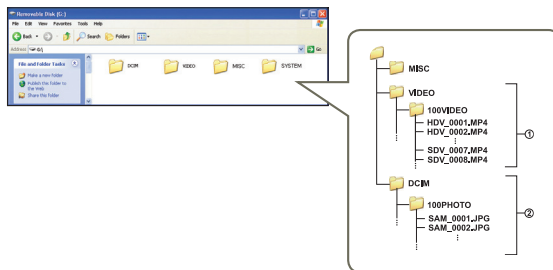 Removable Disk (G:)
File Edit View Favorites Tools Help
Back Search Folders
Address G:\ Go
File and Folder Tasks
Make a new folder
Publish this folder to
the Web
Share this folder
DCIM VIDEO MISC SYSTEM
MISC
VIDEO
100VIDEO
HDV_0001.MP4
HDV_0002.MP4
SDV_0007.MP4
SDV_0008.MP4
①
DCIM
100PHOTO
SAM_0001.JPG
SAM_0002.JPG
②